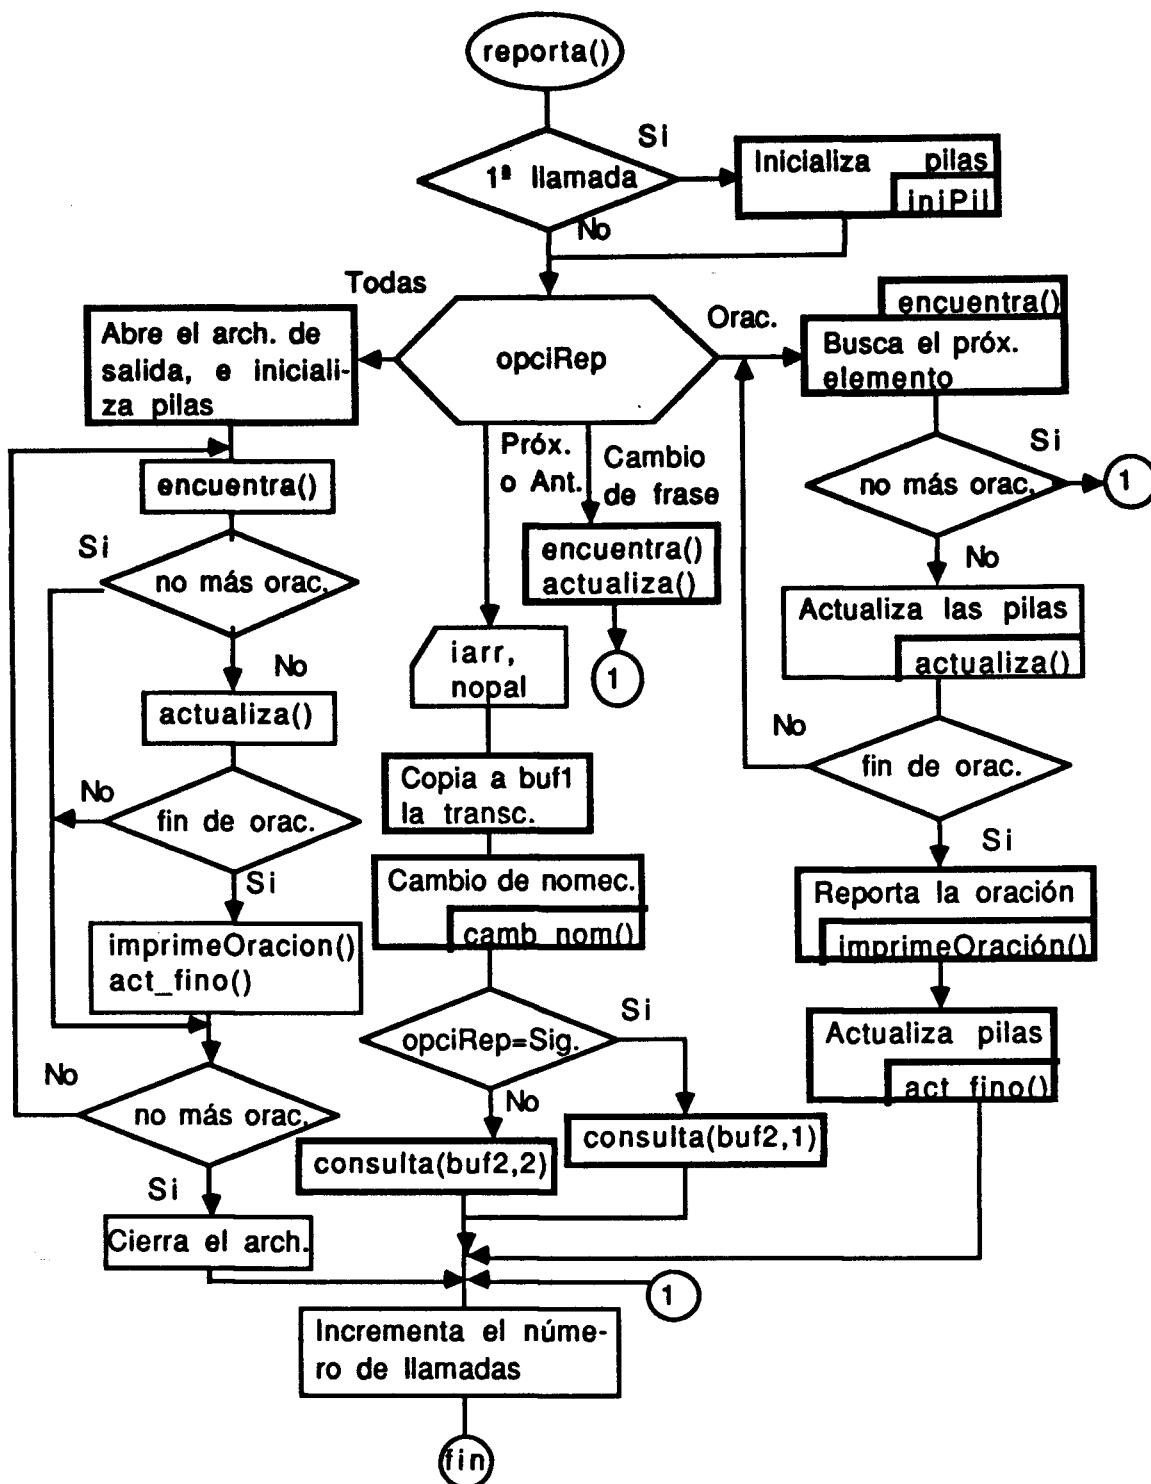 reporta()
Si
1ª llamada
Inicializa pilas
iniPil
No
Todas
Abre el arch. de
salida, e iniciali-
za pilas
opciRep
Orac.
encuentra()
Busca el próx.
elemento
Próx.
o Ant.
Cambio
de frase
Si
no más orac.
1
encuentra()
Si
no más orac.
encuentra()
actualiza()
No
Actualiza las pilas
actualiza()
iarr,
nopal
1
No
actualiza()
No
fin de orac.
Copia a buf1
la transc.
No
fin de orac.
Si
Si
Cambio de nomec.
camb_nom()
Reporta la oración
imprimeOración()
imprimeOracion()
act_fino()
opciRep=Sig.
Si
Actualiza pilas
act_fino()
No
no más orac.
No
consulta(buf2,1)
consulta(buf2,2)
Si
Cierra el arch.
1
Incrementa el núme-
ro de llamadas
fin